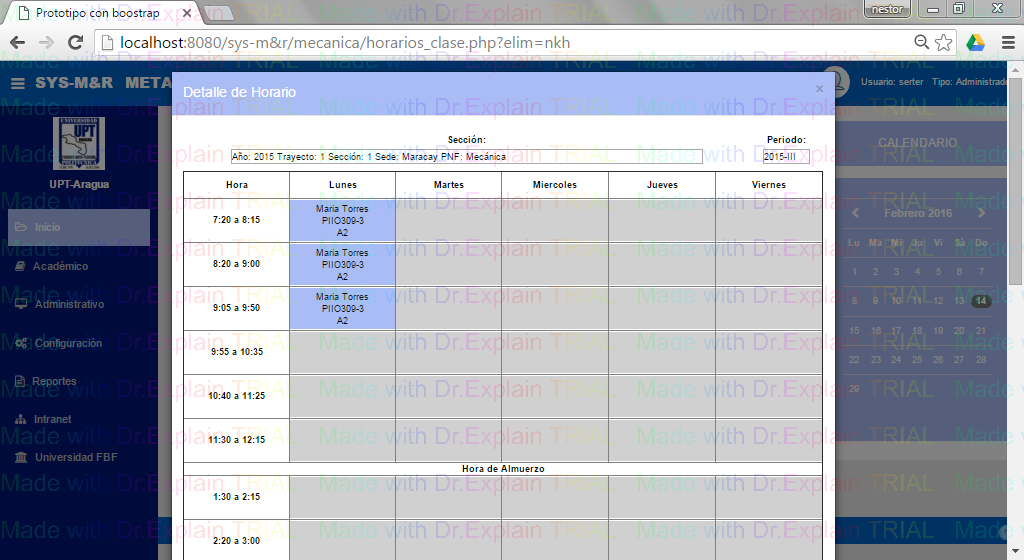 Prototipo con boostrap
nestor
localhost:8080/sys-m&r/mecanica/horarios_clase.php?elim=nkh
Made with Dr.Explain TRIAL
SYS-M&R META
Usuario: serter Tipo: Administrado
UNIVERSIDAD
UPT
ARAGUA
UPT-Aragua
Inicio
Académico
Administrativo
Configuración
Reportes
Intranet
Universidad FBF
Detalle de Horario
×
Sección:
Periodo:
Año: 2015 Trayecto: 1 Sección: 1 Sede: Maracay PNF: Mecánica
2015-III
Hora Lunes Martes Miercoles Jueves Viernes
7:20 a 8:15
Maria Torres
PIIO309-3
A2
8:20 a 9:00
Maria Torres
PIIO309-3
A2
9:05 a 9:50
Maria Torres
PIIO309-3
A2
9:55 a 10:35
10:40 a 11:25
11:30 a 12:15
Hora de Almuerzo
1:30 a 2:15
2:20 a 3:00
CALENDARIO
Febrero 2016
Lu Ma Mi Ju Vi Sá Do
1 2 3 4 5 6 7
8 9 10 11 12 13 14
15 16 17 18 19 20 21
22 23 24 25 26 27 28
29